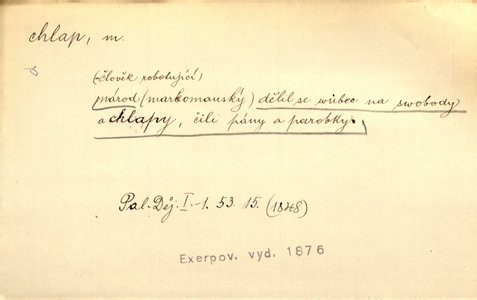 chlap, m.
(člověk robotující)
národ (markomanský) dělil se wůbec na swobody
a chlapy, čili pány a parobky.
Pal. Děj. I.-1. 53. 15. (1848)
Exerpov. vyd. 1876